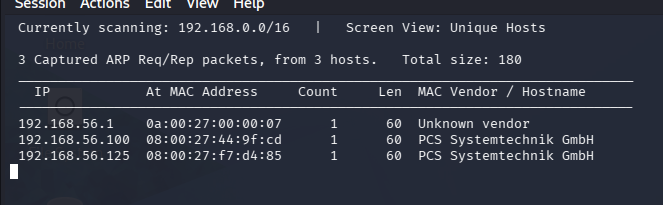 Session Actions Edit View Help
Currently scanning: 192.168.0.0/16 | Screen View: Unique Hosts
3 Captured ARP Req/Rep packets, from 3 hosts. Total size: 180
IP At MAC Address Count Len MAC Vendor / Hostname
192.168.56.1 0a:00:27:00:00:07 1 60 Unknown vendor
192.168.56.100 08:00:27:44:9f:cd 1 60 PCS Systemtechnik GmbH
192.168.56.125 08:00:27:f7:d4:85 1 60 PCS Systemtechnik GmbH